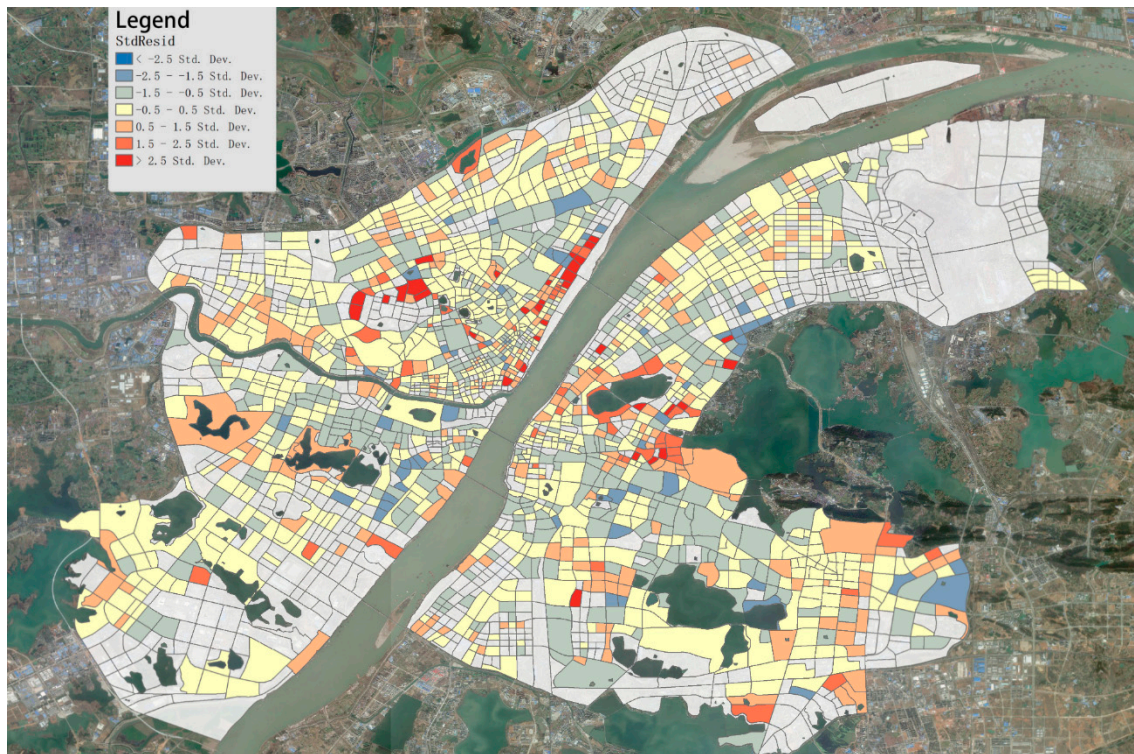 Legend
StdResid
< -2.5 Std. Dev.
-2.5 - -1.5 Std. Dev.
-1.5 - -0.5 Std. Dev.
-0.5 - 0.5 Std. Dev.
0.5 - 1.5 Std. Dev.
1.5 - 2.5 Std. Dev.
> 2.5 Std. Dev.